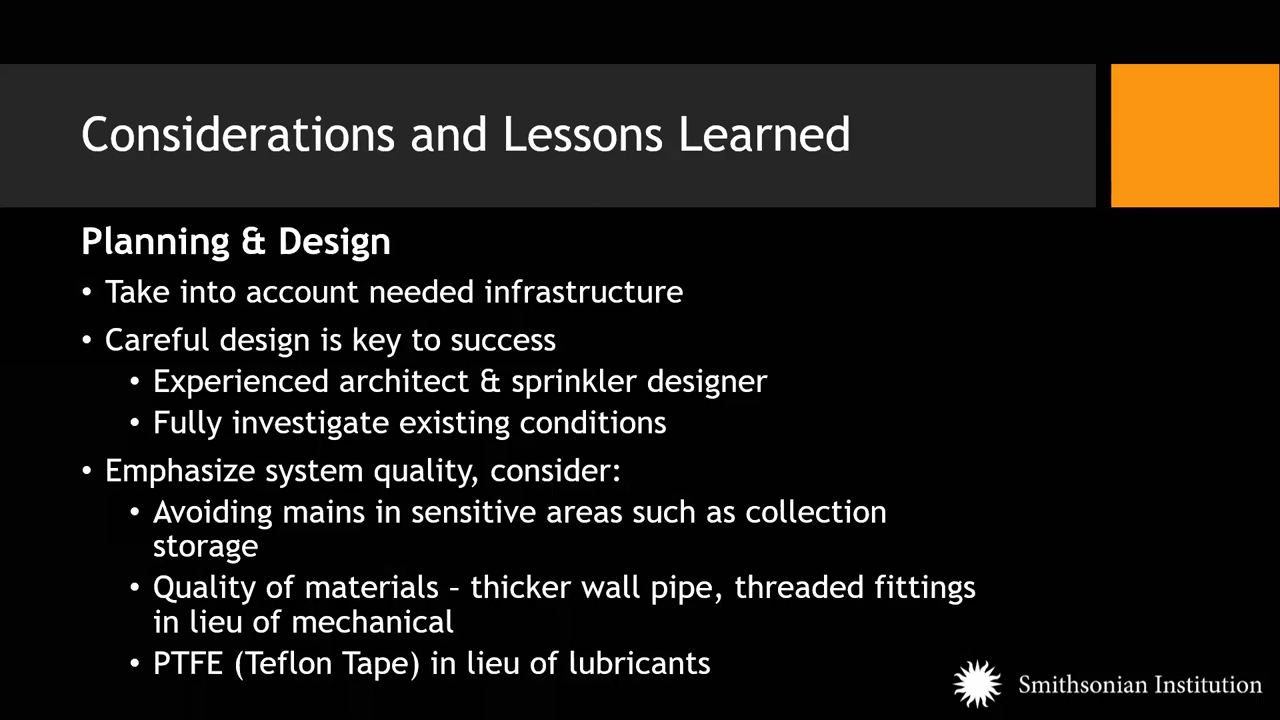 Considerations and Lessons Learned
Planning & Design
• Take into account needed infrastructure
• Careful design is key to success
• Experienced architect & sprinkler designer
• Fully investigate existing conditions
• Emphasize system quality, consider:
• Avoiding mains in sensitive areas such as collection
storage
• Quality of materials – thicker wall pipe, threaded fittings
in lieu of mechanical
• PTFE (Teflon Tape) in lieu of lubricants
Smithsonian Institution